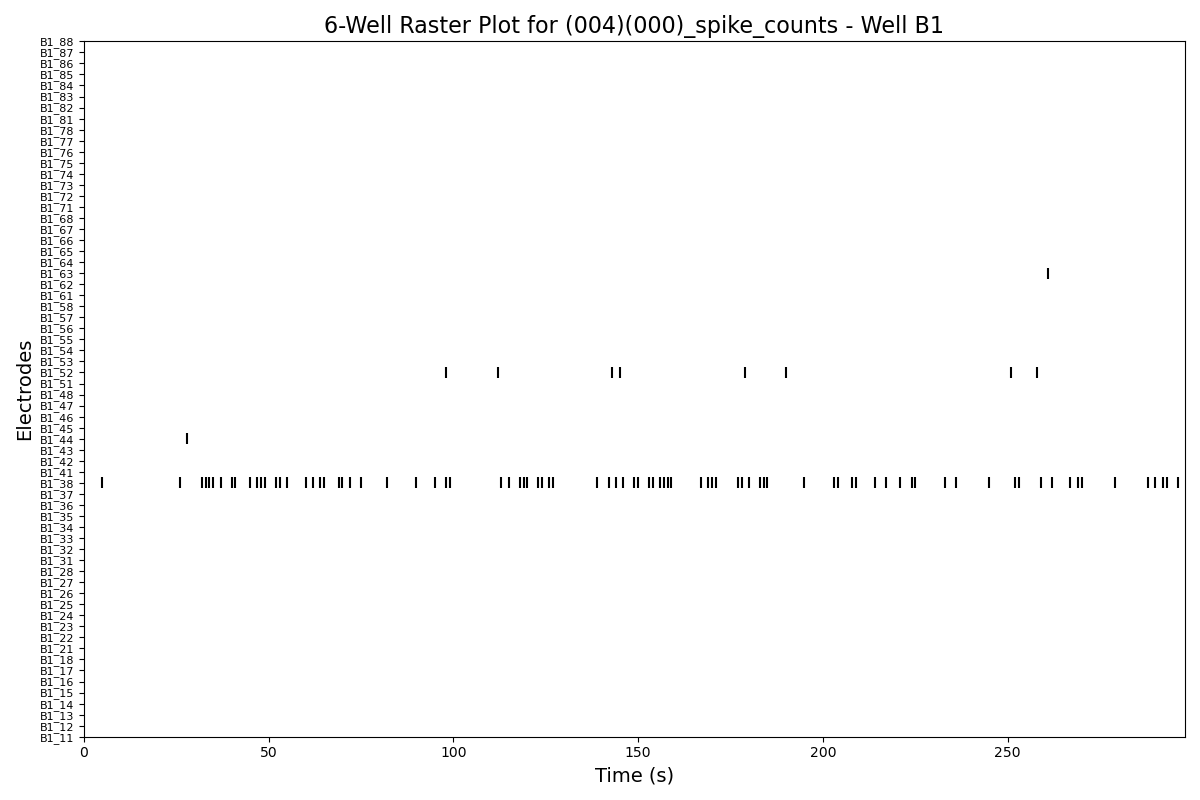 6-Well Raster Plot for (004)(000)_spike_counts - Well B1
Electrodes
B1_88
B1_87
B1_86
B1_85
B1_84
B1_83
B1_82
B1_81
B1_78
B1_77
B1_76
B1_75
B1_74
B1_73
B1_72
B1_71
B1_68
B1_67
B1_66
B1_65
B1_64
B1_63
B1_62
B1_61
B1_58
B1_57
B1_56
B1_55
B1_54
B1_53
B1_52
B1_51
B1_48
B1_47
B1_46
B1_45
B1_44
B1_43
B1_42
B1_41
B1_38
B1_37
B1_36
B1_35
B1_34
B1_33
B1_32
B1_31
B1_28
B1_27
B1_26
B1_25
B1_24
B1_23
B1_22
B1_21
B1_18
B1_17
B1_16
B1_15
B1_14
B1_13
B1_12
B1_11
0 50 100 150 200 250
Time (s)